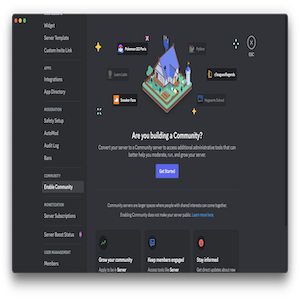 Widget
Server Template
Custom Invite Link
APPS
Integrations
App Directory
MODERATION
Safety Setup
AutoMod
Audit Log
Bans
COMMUNITY
Enable Community
MONETIZATION
Server Subscriptions
Server Boost Status
USER MANAGEMENT
Members
Pokemon GO Paris
Python
ESC
Learn Latin
Sneaker Fans
Hogwarts School
Are you building a Community?
Convert your server to a Community server to access additional administrative tools that can
better help you moderate, run, and grow your server.
Get Started
Community servers are larger spaces where people with shared interests can come together.
Enabling Community does not make your server public. Learn more here.
Grow your community
Apply to be in Server
Keep members engaged
Access tools like Server
Stay informed
Get direct updates about new